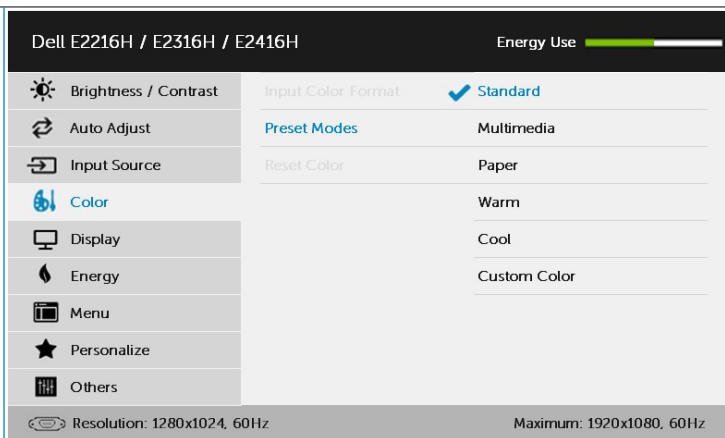 Dell E2216H / E2316H / E2416H
Energy Use
Brightness / Contrast
Input Color Format
Standard
Auto Adjust
Preset Modes
Multimedia
Input Source
Reset Color
Paper
Color
Warm
Display
Cool
Energy
Custom Color
Menu
Personalize
Others
Resolution: 1280x1024, 60Hz
Maximum: 1920x1080, 60Hz